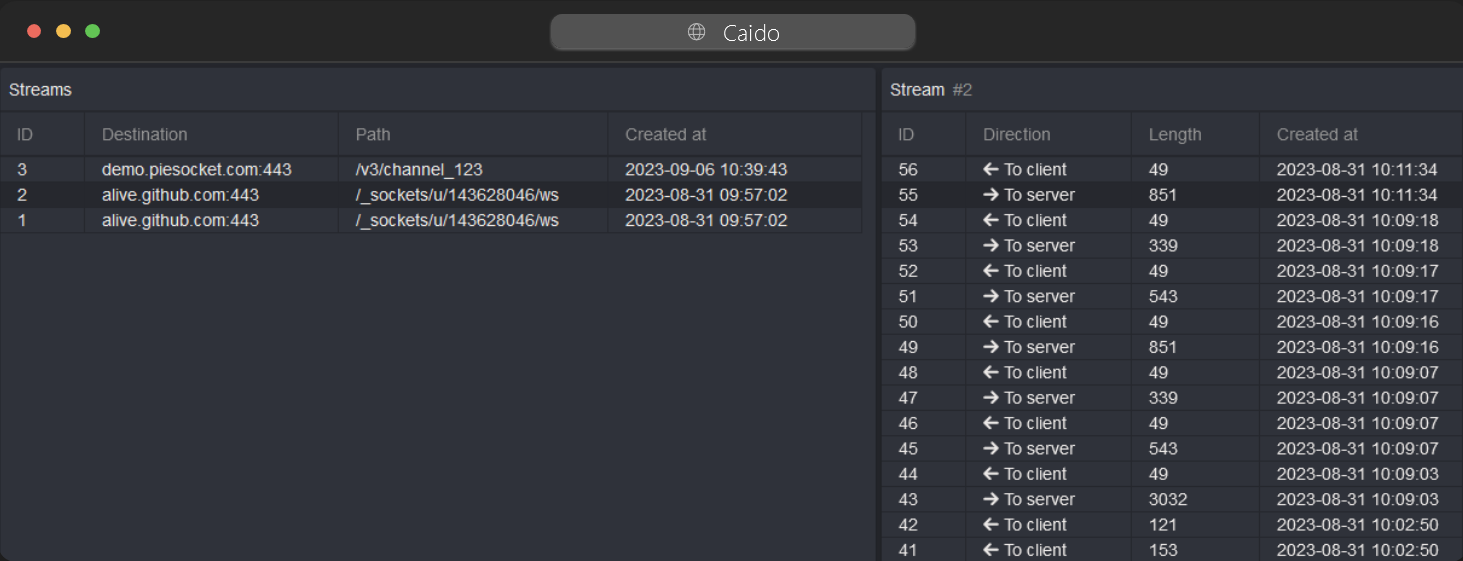 Caido
Streams
ID Destination Path Created at
3 demo.piesocket.com:443 /v3/channel_123 2023-09-06 10:39:43
2 alive.github.com:443 /_sockets/u/143628046/ws 2023-08-31 09:57:02
1 alive.github.com:443 /_sockets/u/143628046/ws 2023-08-31 09:57:02
Stream #2
ID Direction Length Created at
56 ← To client 49 2023-08-31 10:11:34
55 → To server 851 2023-08-31 10:11:34
54 ← To client 49 2023-08-31 10:09:18
53 → To server 339 2023-08-31 10:09:18
52 ← To client 49 2023-08-31 10:09:17
51 → To server 543 2023-08-31 10:09:17
50 ← To client 49 2023-08-31 10:09:16
49 → To server 851 2023-08-31 10:09:16
48 ← To client 49 2023-08-31 10:09:07
47 → To server 339 2023-08-31 10:09:07
46 ← To client 49 2023-08-31 10:09:07
45 → To server 543 2023-08-31 10:09:07
44 ← To client 49 2023-08-31 10:09:03
43 → To server 3032 2023-08-31 10:09:03
42 ← To client 121 2023-08-31 10:02:50
41 ← To client 153 2023-08-31 10:02:50